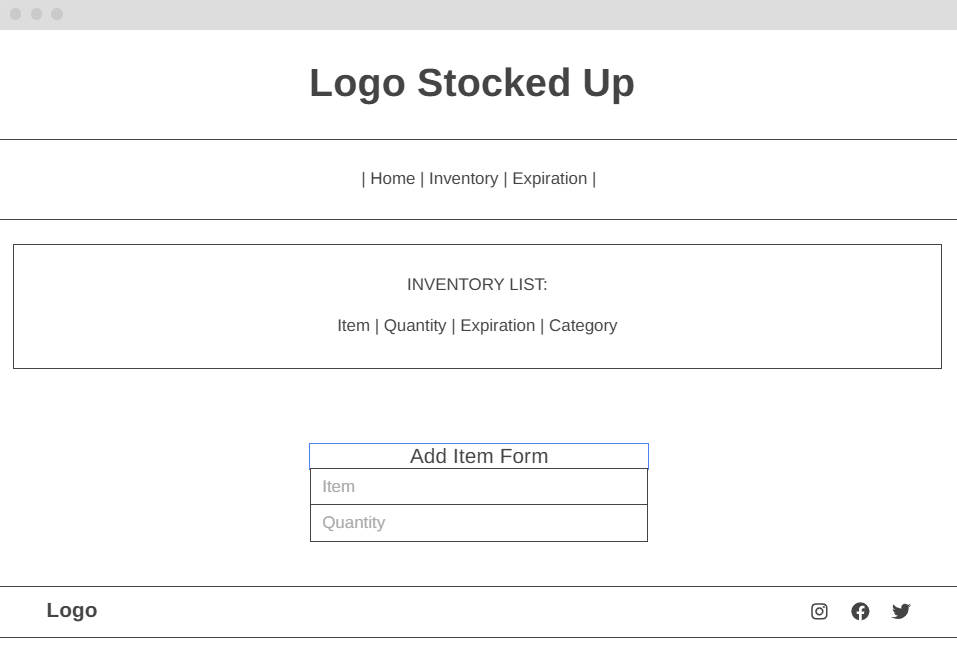 Logo Stocked Up
| Home | Inventory | Expiration |
INVENTORY LIST:
Item | Quantity | Expiration | Category
Add Item Form
Item
Quantity
Logo